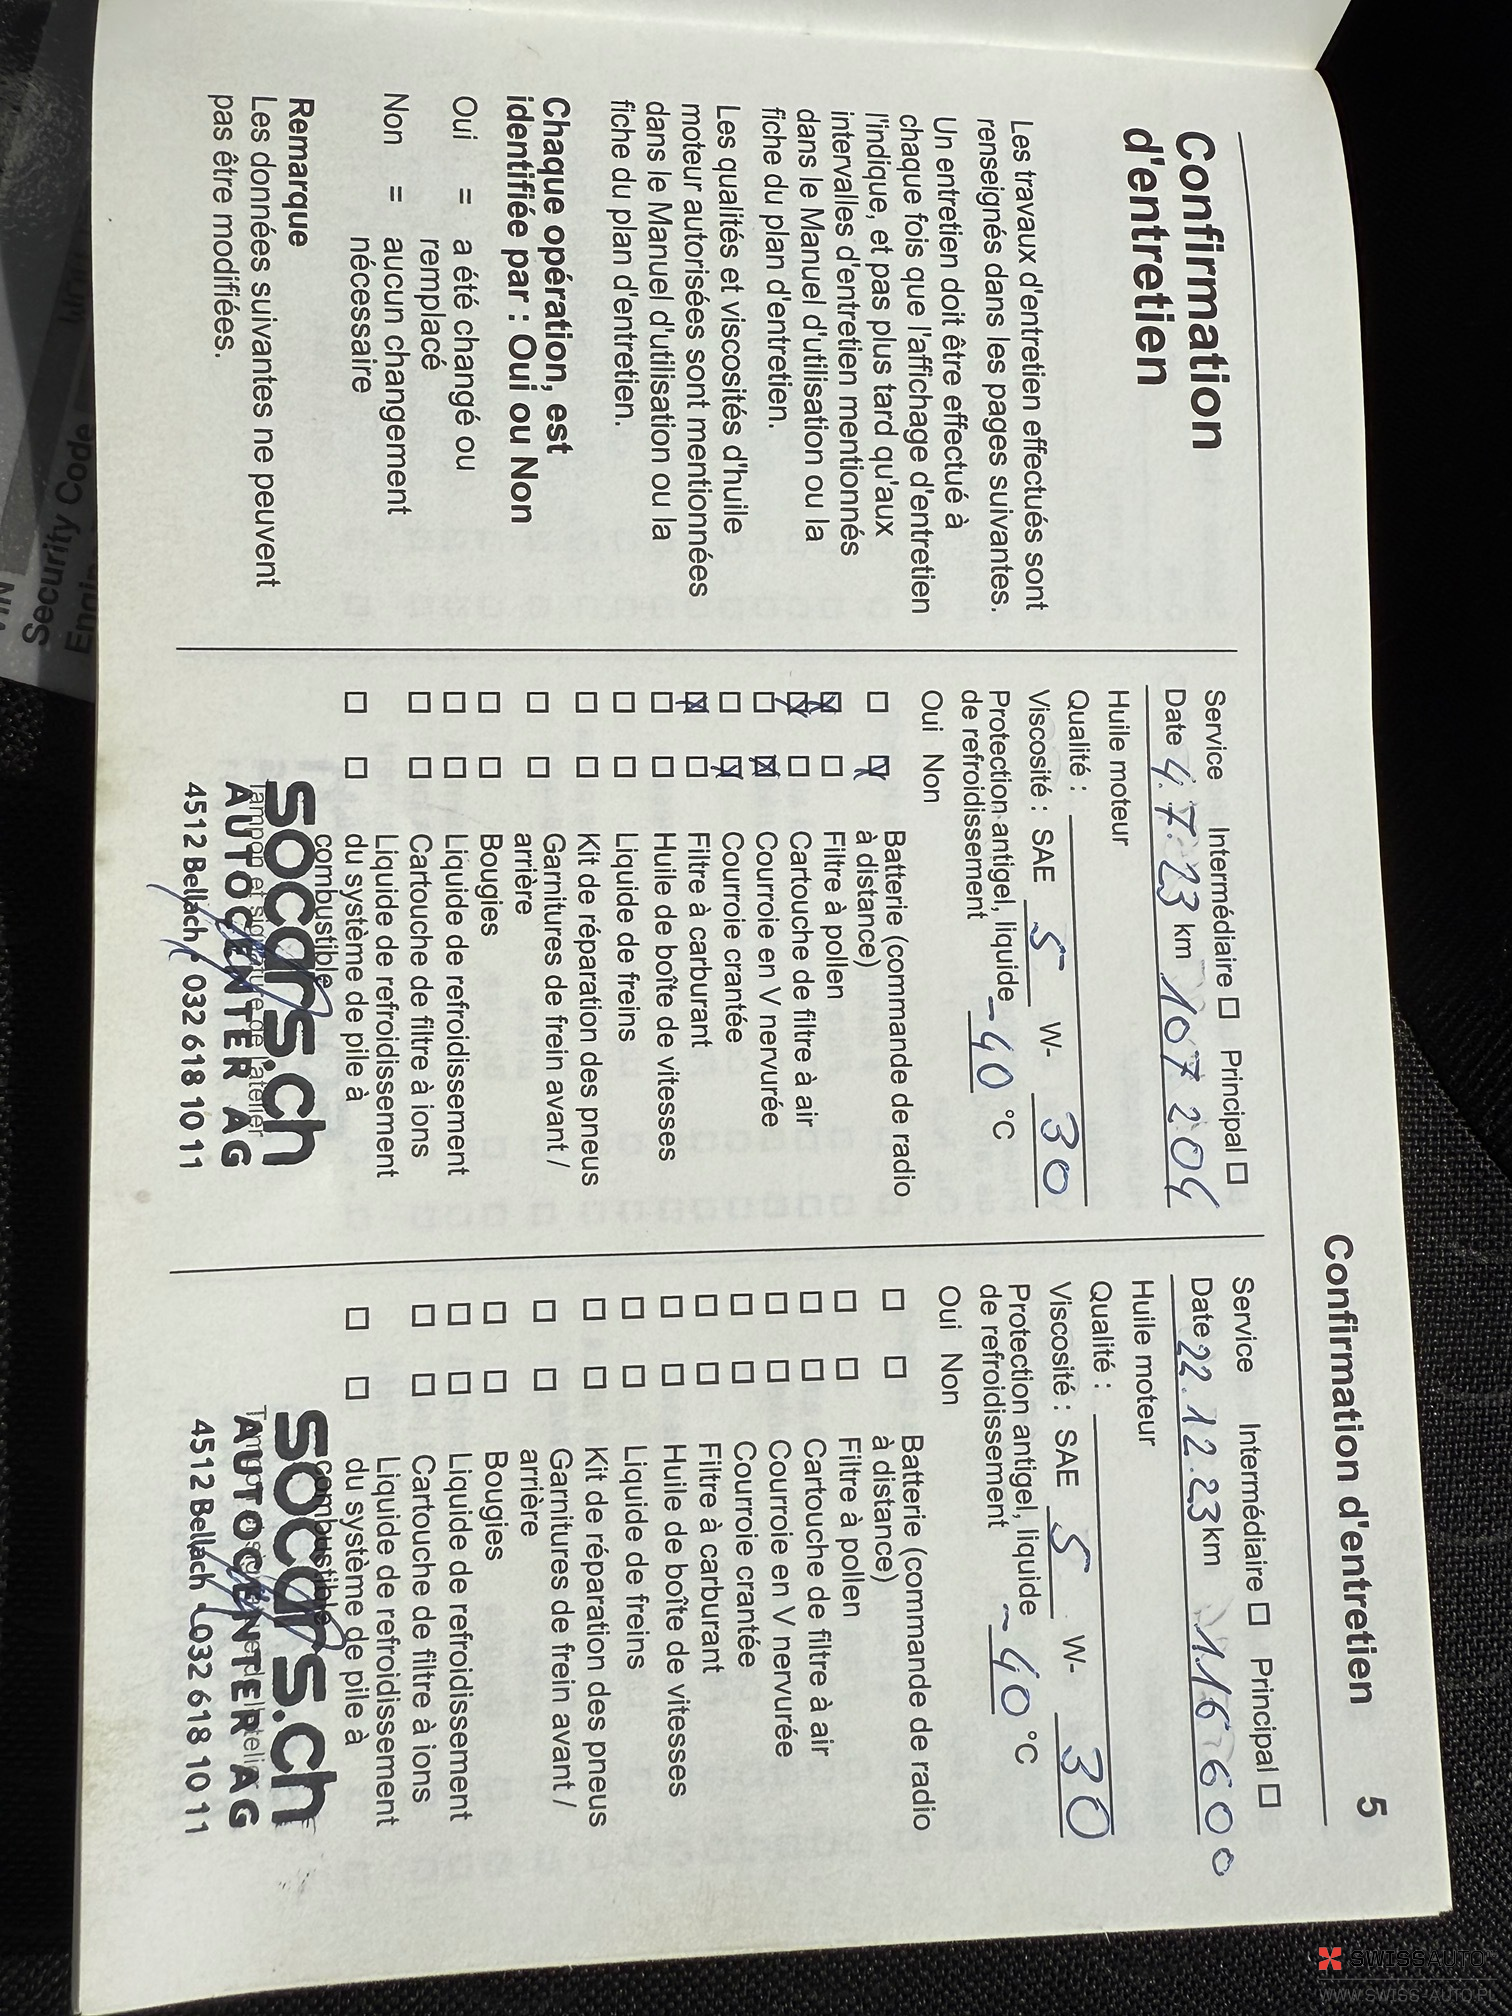 Confirmation d'entretien 5
Confirmation
d'entretien
Les travaux d'entretien effectués sont
renseignés dans les pages suivantes.
Un entretien doit être effectué à
chaque fois que l'affichage d'entretien
l'indique, et pas plus tard qu'aux
intervalles d'entretien mentionnés
dans le Manuel d'utilisation ou la
fiche du plan d'entretien.
Les qualités et viscosités d'huile
moteur autorisées sont mentionnées
dans le Manuel d'utilisation ou la
fiche du plan d'entretien.
Chaque opération, est
identifiée par : Oui ou Non
Oui = a été changé ou
remplacé
Non = aucun changement
nécessaire
Remarque
Les données suivantes ne peuvent
pas être modifiées.
Service Intermédiaire Principal
Date 4.7.23 km 107 204
Huile moteur
Qualité :
Viscosité : SAE 5 W- 30
Protection antigel, liquide
de refroidissement -40 °C
Oui Non
Batterie (commande de radio
à distance)
Filtre à pollen
Cartouche de filtre à air
Courroie en V nervurée
Courroie crantée
Filtre à carburant
Huile de boîte de vitesses
Liquide de freins
Kit de réparation des pneus
Garnitures de frein avant /
arrière
Bougies
Liquide de refroidissement
Cartouche de filtre à ions
Liquide de refroidissement
du système de pile à
combustible
socars.ch
Tampon et signature de l'atelier
AUTOCENTER AG
4512 Bellach 032 618 10 11
Service Intermédiaire Principal
Date 22.12.23 km 116 600
Huile moteur
Qualité :
Viscosité : SAE 5 W- 30
Protection antigel, liquide
de refroidissement -40 °C
Oui Non
Batterie (commande de radio
à distance)
Filtre à pollen
Cartouche de filtre à air
Courroie en V nervurée
Courroie crantée
Filtre à carburant
Huile de boîte de vitesses
Liquide de freins
Kit de réparation des pneus
Garnitures de frein avant /
arrière
Bougies
Liquide de refroidissement
Cartouche de filtre à ions
Liquide de refroidissement
du système de pile à
combustible
socars.ch
AUTOCENTER AG
4512 Bellach 032 618 10 11
Security Code
SWISSAUTO
WWW.SWISS-AUTO.PL